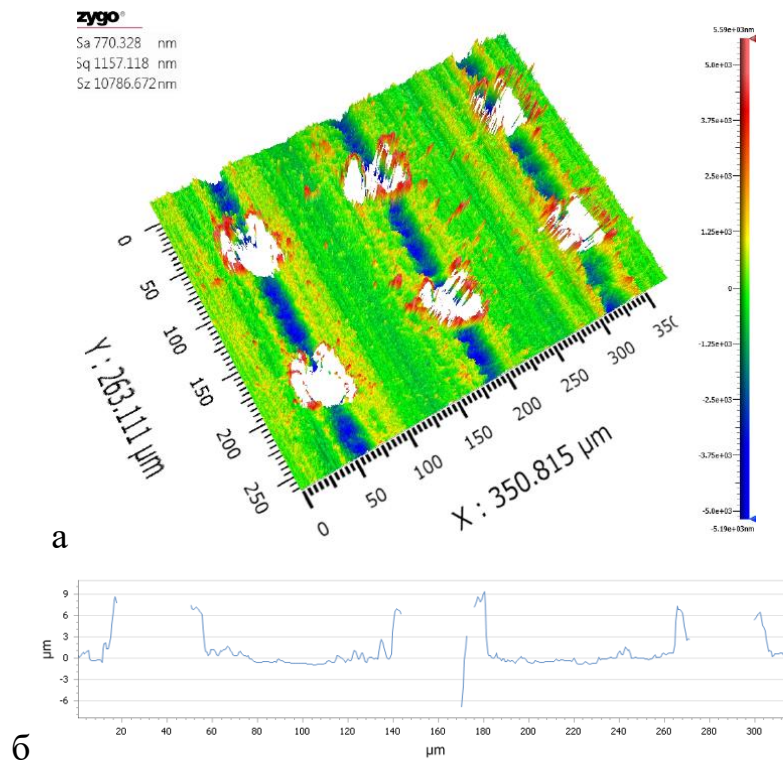 zygo®
Sa 770.328 nm
Sq 1157.118 nm
Sz 10786.672 nm
5.59e+03nm
5.0e+03
3.75e+03
2.5e+03
1.25e+03
0
-1.25e+03
-2.5e+03
-3.75e+03
-5.0e+03
-5.19e+03nm
0
50
100
150
200
250
Y : 263.111 µm
0
50
100
150
200
250
300
350
X : 350.815 µm
а
9
6
3
0
-3
-6
µm
20 40 60 80 100 120 140 160 180 200 220 240 260 280 300
µm
б